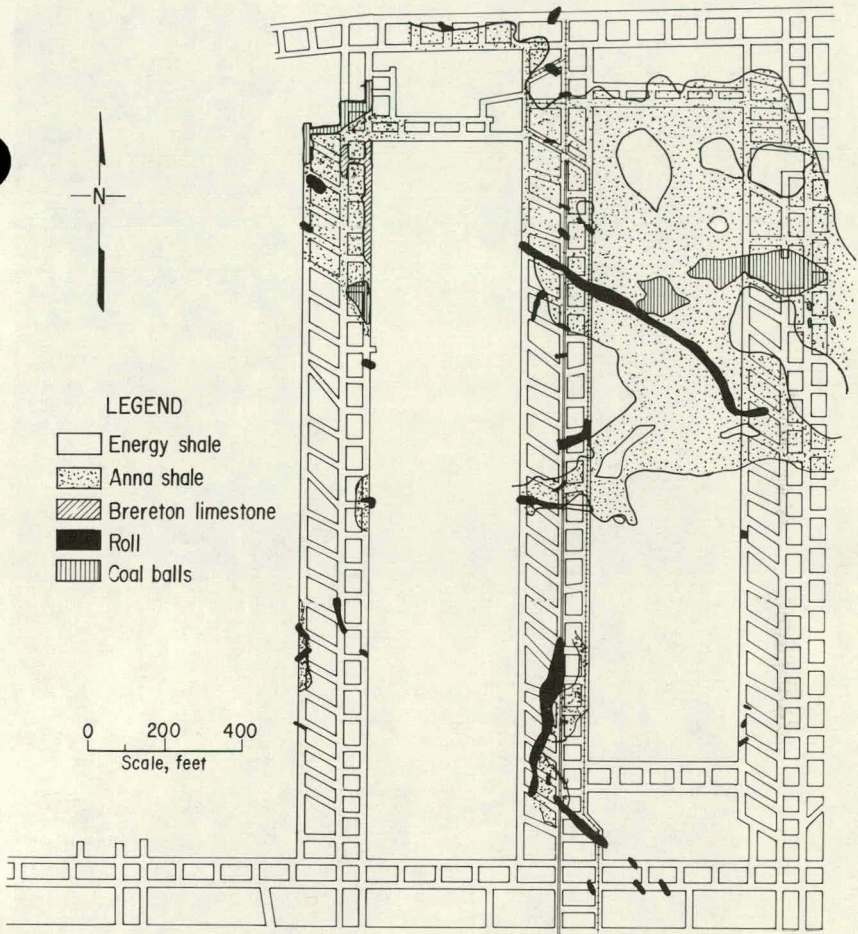 N
LEGEND
Energy shale
Anna shale
Brereton limestone
Roll
Coal balls
0 200 400
Scale, feet